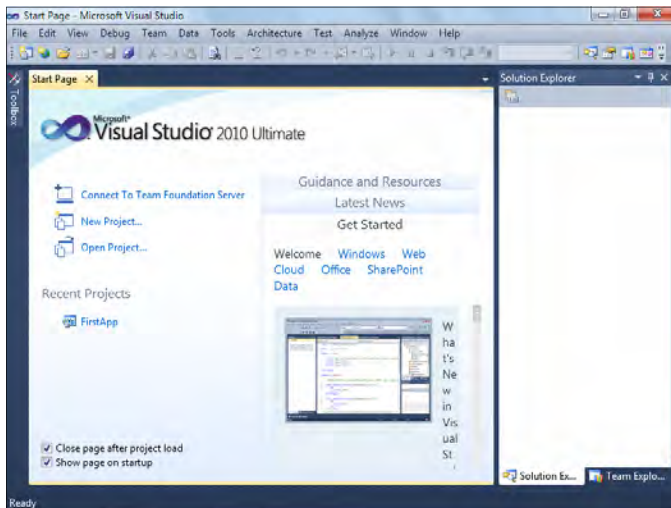 Start Page - Microsoft Visual Studio
File Edit View Debug Team Data Tools Architecture Test Analyze Window Help
Toolbox
Start Page
Solution Explorer
Microsoft®
Visual Studio 2010 Ultimate
Connect To Team Foundation Server
New Project...
Open Project...
Recent Projects
FirstApp
Guidance and Resources
Latest News
Get Started
Welcome Windows Web
Cloud Office SharePoint
Data
W
ha
t's
Ne
w
in
Vis
ual
St
Close page after project load
Show page on startup
Solution Ex...
Team Explo...
Ready